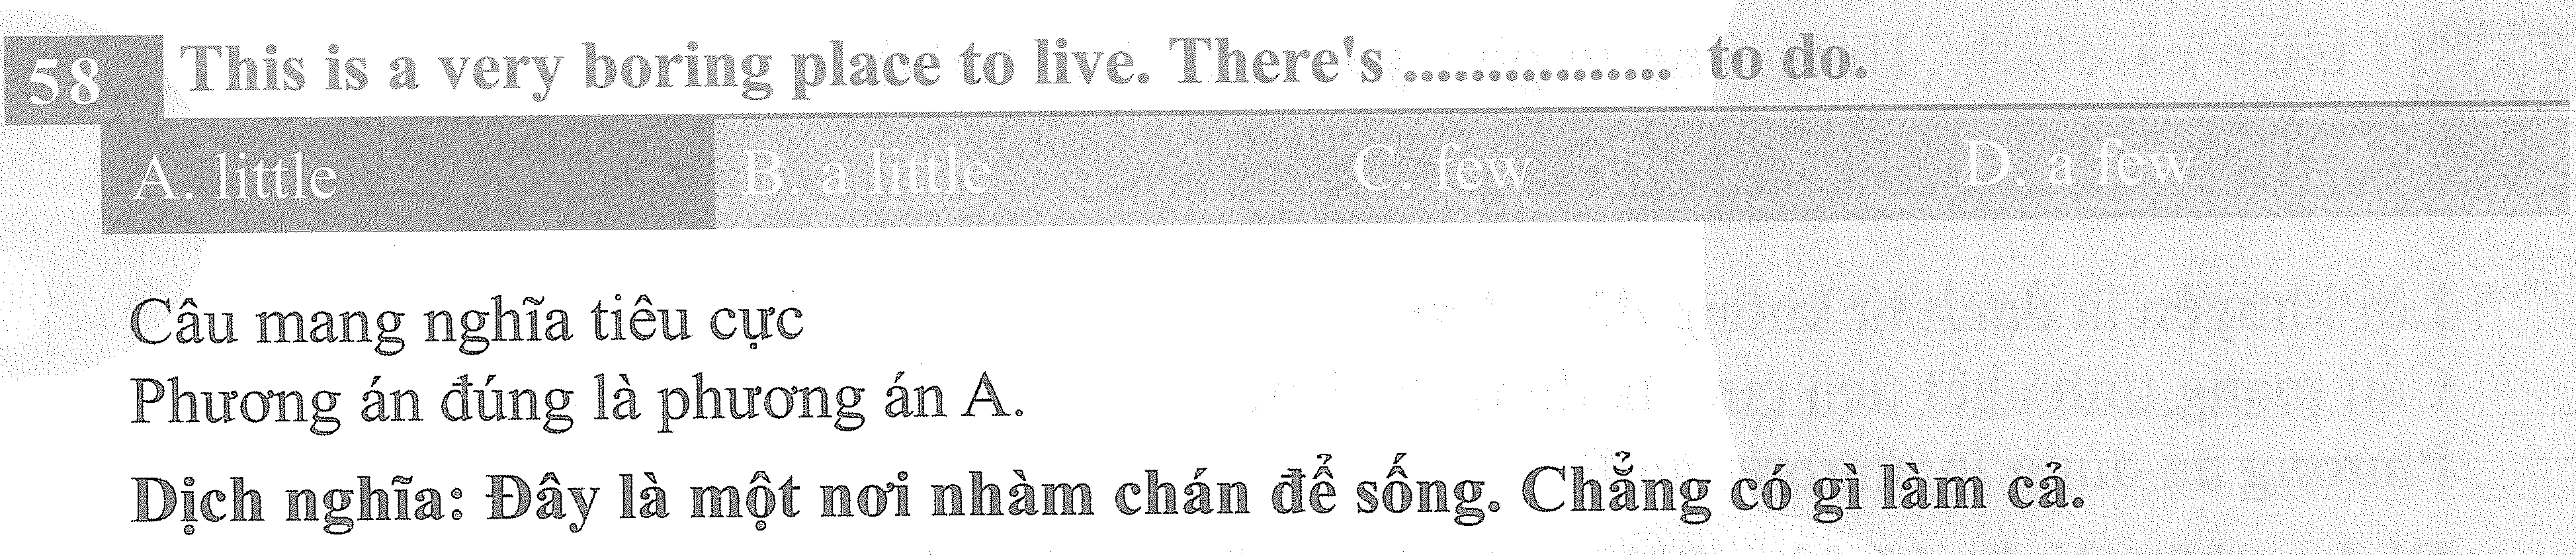 58 This is a very boring place to live. There's ................ to do.
A. little B. a little C. few D. a few
Câu mang nghĩa tiêu cực
Phương án đúng là phương án A.
Dịch nghĩa: Đây là một nơi nhàm chán để sống. Chẳng có gì làm cả.